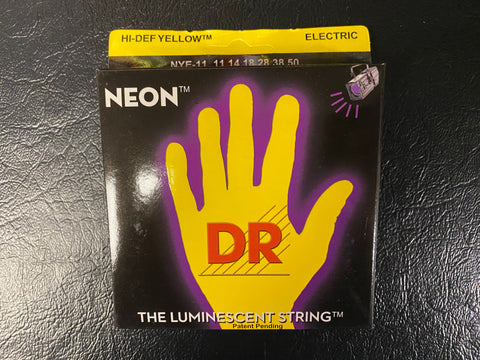 HI-DEF YELLOW™ ELECTRIC
NYE-11 11 14 18 28 38 50
NEON™
DR
THE LUMINESCENT STRING™
Patent Pending